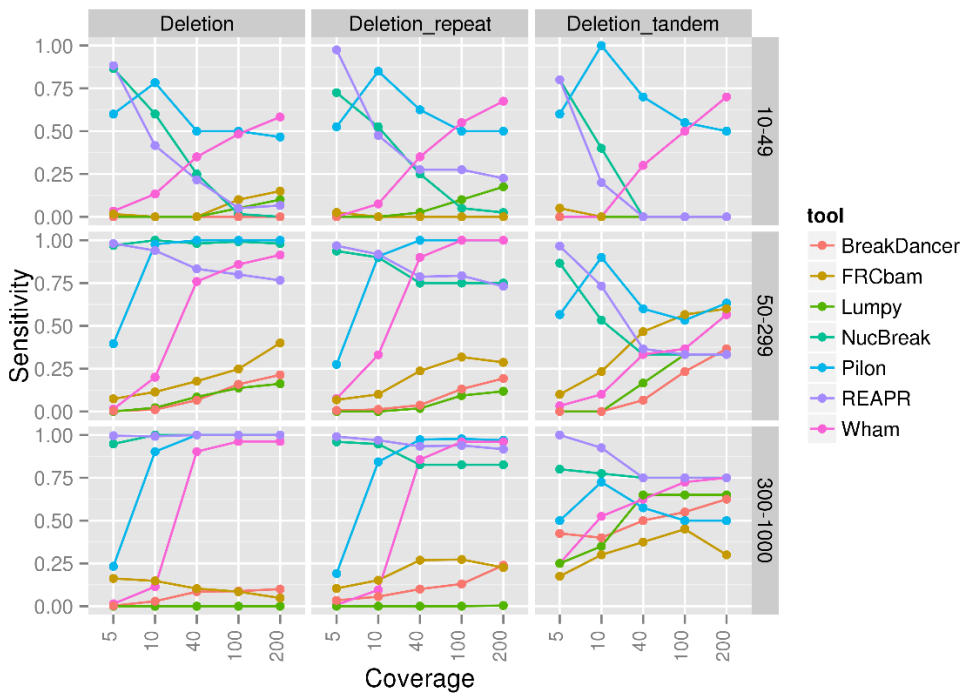 Deletion Deletion_repeat Deletion_tandem
1.00
0.75
0.50
0.25
0.00
10-49
1.00
0.75
0.50
0.25
0.00
50-299
1.00
0.75
0.50
0.25
0.00
300-1000
Sensitivity
5 10 40 100 200 5 10 40 100 200 5 10 40 100 200
Coverage
tool
BreakDancer
FRCbam
Lumpy
NucBreak
Pilon
REAPR
Wham